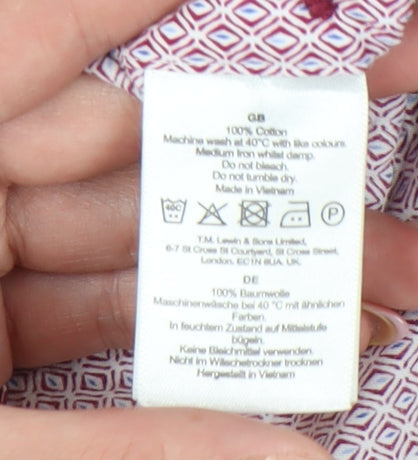 GB
100% Cotton
Machine wash at 40°C with like colours.
Medium iron whilst damp.
Do not bleach.
Do not tumble dry.
Made in Vietnam
40C P
T.M. Lewin & Sons Limited,
6-7 St Cross St Courtyard, St Cross Street,
London. EC1N 8UA. UK.
DE
100% Baumwolle
Maschinenwäsche bei 40 °C mit ähnlichen
Farben.
In feuchtem Zustand auf Mittelstufe
bügeln.
Keine Bleichmittel verwenden.
Nicht im Wäschetrockner trocknen
Hergestellt in Vietnam